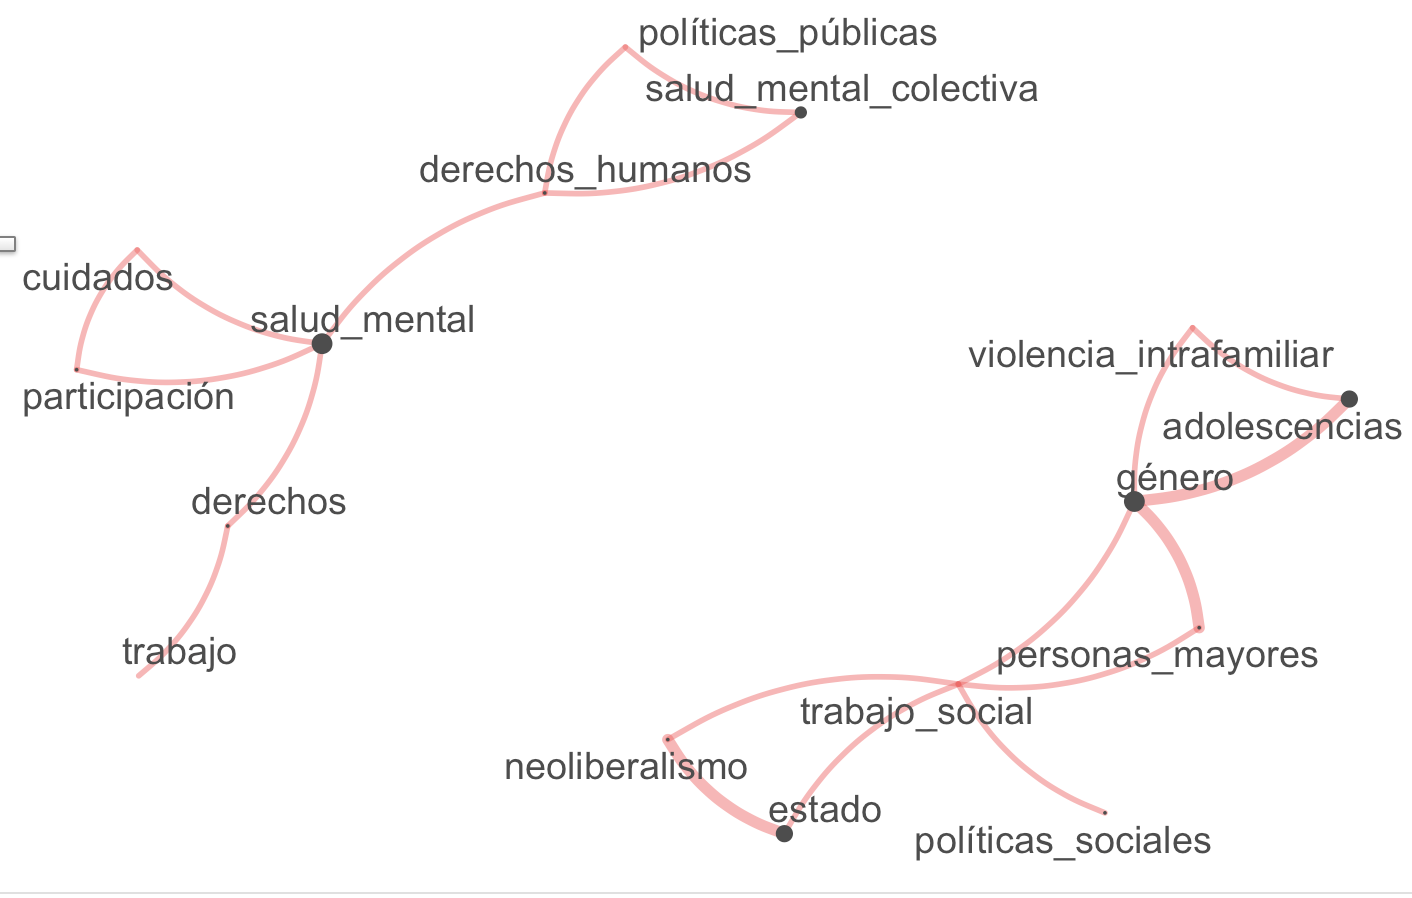 políticas_públicas
salud_mental_colectiva
derechos_humanos
cuidados
salud_mental
participación
derechos
trabajo
violencia_intrafamiliar
adolescencias
género
personas_mayores
trabajo_social
neoliberalismo
estado
políticas_sociales